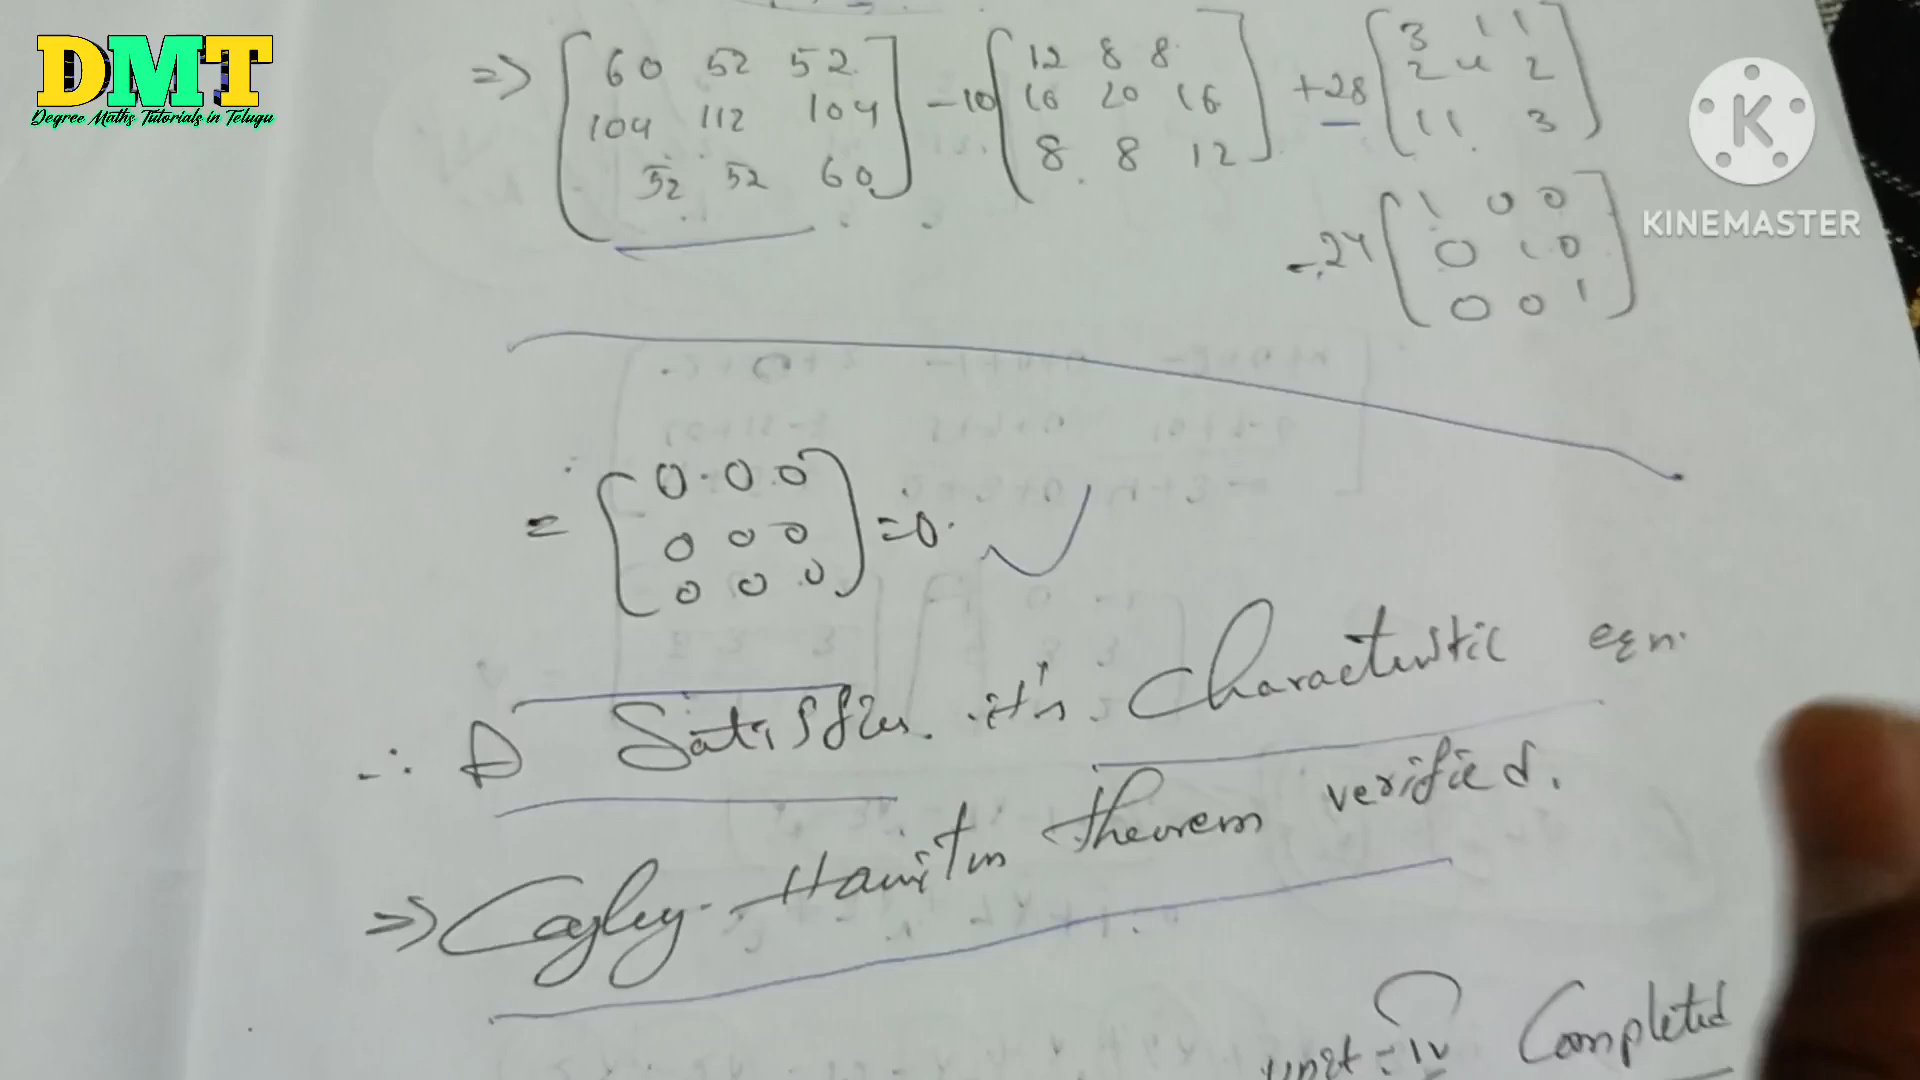 DMT
Degree Maths Tutorials in Telugu
KINEMASTER
=> [60 52 52 -10 [12 8 8 +28 [3 1 1
104 112 104 16 20 16 2 4 2
52 52 60] 8 8 12] 1 1 3]
-24 [1 0 0
0 1 0
0 0 1]
= [0 0 0
0 0 0 = 0.
0 0 0]
∴ A Satisfies it's Characteristic eqn.
=> Cayley-Hamiltn theorem verified.
unit-IV Completed